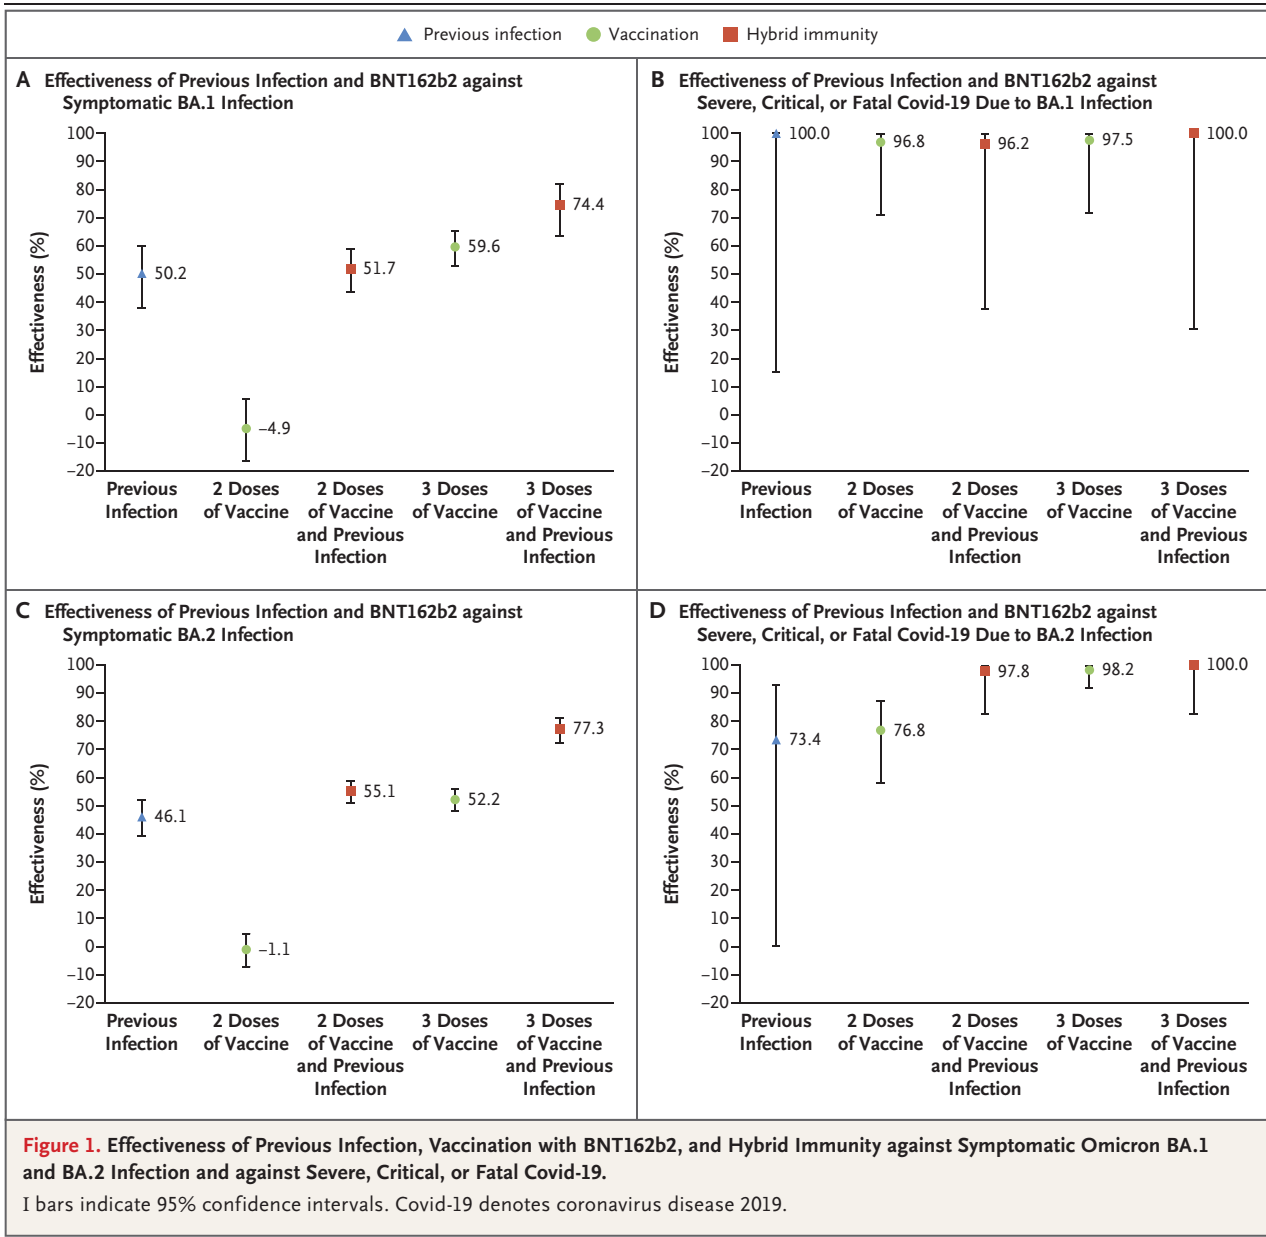 Previous infection Vaccination Hybrid immunity
A Effectiveness of Previous Infection and BNT162b2 against
Symptomatic BA.1 Infection
Effectiveness (%)
100
90
80
70
60
50
40
30
20
10
0
–10
–20
50.2
–4.9
51.7
59.6
74.4
Previous Infection
2 Doses of Vaccine
2 Doses of Vaccine and Previous Infection
3 Doses of Vaccine
3 Doses of Vaccine and Previous Infection
B Effectiveness of Previous Infection and BNT162b2 against
Severe, Critical, or Fatal Covid-19 Due to BA.1 Infection
Effectiveness (%)
100
90
80
70
60
50
40
30
20
10
0
–10
–20
100.0
96.8
96.2
97.5
100.0
Previous Infection
2 Doses of Vaccine
2 Doses of Vaccine and Previous Infection
3 Doses of Vaccine
3 Doses of Vaccine and Previous Infection
C Effectiveness of Previous Infection and BNT162b2 against
Symptomatic BA.2 Infection
Effectiveness (%)
100
90
80
70
60
50
40
30
20
10
0
–10
–20
46.1
–1.1
55.1
52.2
77.3
Previous Infection
2 Doses of Vaccine
2 Doses of Vaccine and Previous Infection
3 Doses of Vaccine
3 Doses of Vaccine and Previous Infection
D Effectiveness of Previous Infection and BNT162b2 against
Severe, Critical, or Fatal Covid-19 Due to BA.2 Infection
Effectiveness (%)
100
90
80
70
60
50
40
30
20
10
0
–10
–20
73.4
76.8
97.8
98.2
100.0
Previous Infection
2 Doses of Vaccine
2 Doses of Vaccine and Previous Infection
3 Doses of Vaccine
3 Doses of Vaccine and Previous Infection
Figure 1. Effectiveness of Previous Infection, Vaccination with BNT162b2, and Hybrid Immunity against Symptomatic Omicron BA.1
and BA.2 Infection and against Severe, Critical, or Fatal Covid-19.
I bars indicate 95% confidence intervals. Covid-19 denotes coronavirus disease 2019.